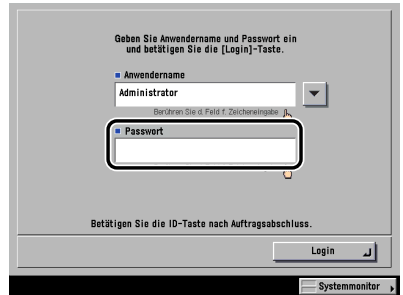 Geben Sie Anwendername und Passwort ein
und betätigen Sie die [Login]-Taste.
Anwendername
Administrator
Berühren Sie d. Feld f. Zeicheneingabe
Passwort
Betätigen Sie die ID-Taste nach Auftragsabschluss.
Login
Systemmonitor